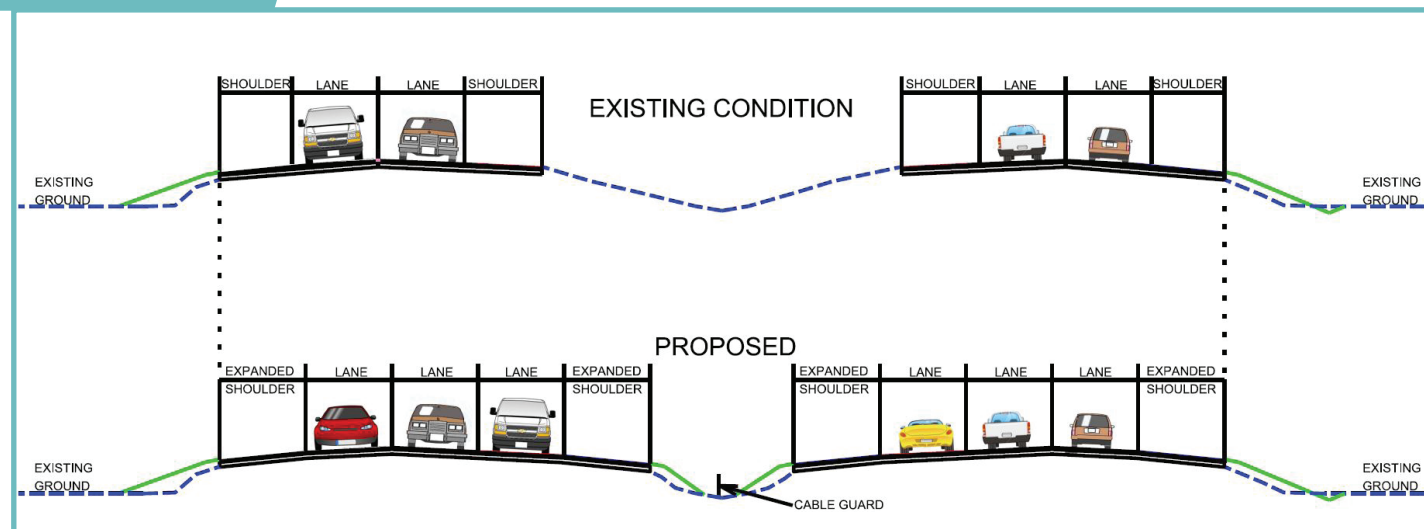 SHOULDER LANE LANE SHOULDER
EXISTING CONDITION
SHOULDER LANE LANE SHOULDER
EXISTING
GROUND
EXISTING
GROUND
PROPOSED
EXPANDED LANE LANE LANE EXPANDED
SHOULDER SHOULDER
EXPANDED LANE LANE LANE EXPANDED
SHOULDER SHOULDER
EXISTING
GROUND
CABLE GUARD
EXISTING
GROUND